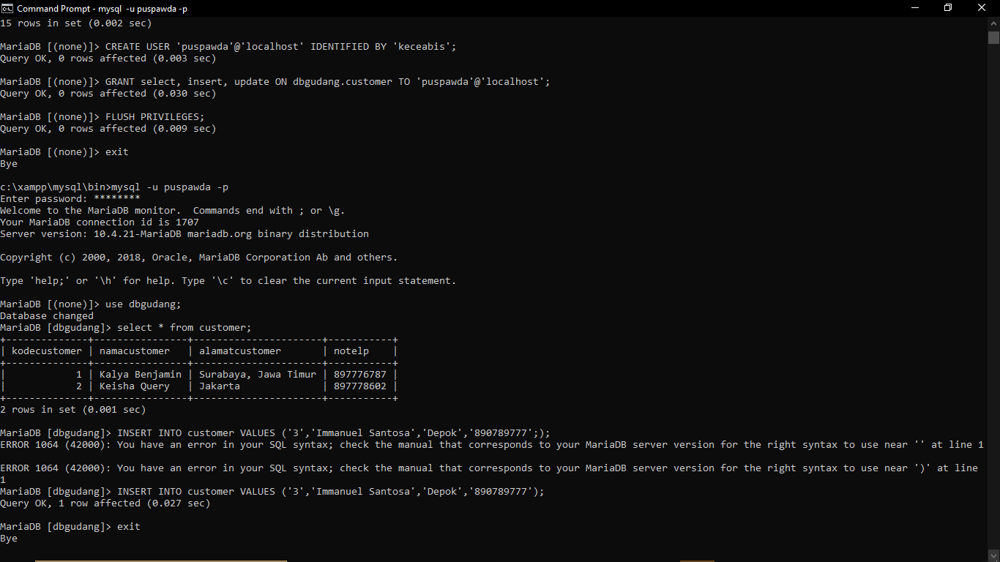 Command Prompt - mysql  -u puspawda -p
15 rows in set (0.002 sec)
MariaDB [(none)]> CREATE USER 'puspawda'@'localhost' IDENTIFIED BY 'keceabis';
Query OK, 0 rows affected (0.003 sec)
MariaDB [(none)]> GRANT select, insert, update ON dbgudang.customer TO 'puspawda'@'localhost';
Query OK, 0 rows affected (0.030 sec)
MariaDB [(none)]> FLUSH PRIVILEGES;
Query OK, 0 rows affected (0.009 sec)
MariaDB [(none)]> exit
Bye
c:\xampp\mysql\bin>mysql -u puspawda -p
Enter password: ********
Welcome to the MariaDB monitor.  Commands end with ; or \g.
Your MariaDB connection id is 1707
Server version: 10.4.21-MariaDB mariadb.org binary distribution
Copyright (c) 2000, 2018, Oracle, MariaDB Corporation Ab and others.
Type 'help;' or '\h' for help. Type '\c' to clear the current input statement.
MariaDB [(none)]> use dbgudang;
Database changed
MariaDB [dbgudang]> select * from customer;
+--------------+----------------+----------------------+-----------+
| kodecustomer | namacustomer   | alamatcustomer       | notelp    |
+--------------+----------------+----------------------+-----------+
|            1 | Kalya Benjamin | Surabaya, Jawa Timur | 897776787 |
|            2 | Keisha Query   | Jakarta              | 897778602 |
+--------------+----------------+----------------------+-----------+
2 rows in set (0.001 sec)
MariaDB [dbgudang]> INSERT INTO customer VALUES ('3','Immanuel Santosa','Depok','890789777';);
ERROR 1064 (42000): You have an error in your SQL syntax; check the manual that corresponds to your MariaDB server version for the right syntax to use near '' at line 1
ERROR 1064 (42000): You have an error in your SQL syntax; check the manual that corresponds to your MariaDB server version for the right syntax to use near ')' at line
1
MariaDB [dbgudang]> INSERT INTO customer VALUES ('3','Immanuel Santosa','Depok','890789777');
Query OK, 1 row affected (0.027 sec)
MariaDB [dbgudang]> exit
Bye